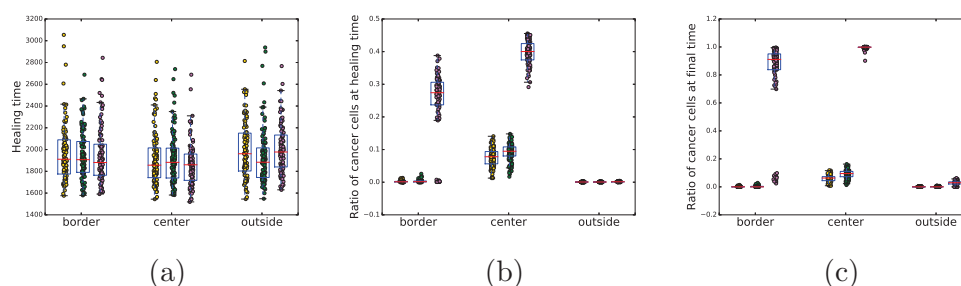 Healing time
3200
3000
2800
2600
2400
2200
2000
1800
1600
1400
border center outside
(a)
Ratio of cancer cells at healing time
0.5
0.4
0.3
0.2
0.1
0.0
−0.1
border center outside
(b)
Ratio of cancer cells at final time
1.2
1.0
0.8
0.6
0.4
0.2
0.0
−0.2
border center outside
(c)